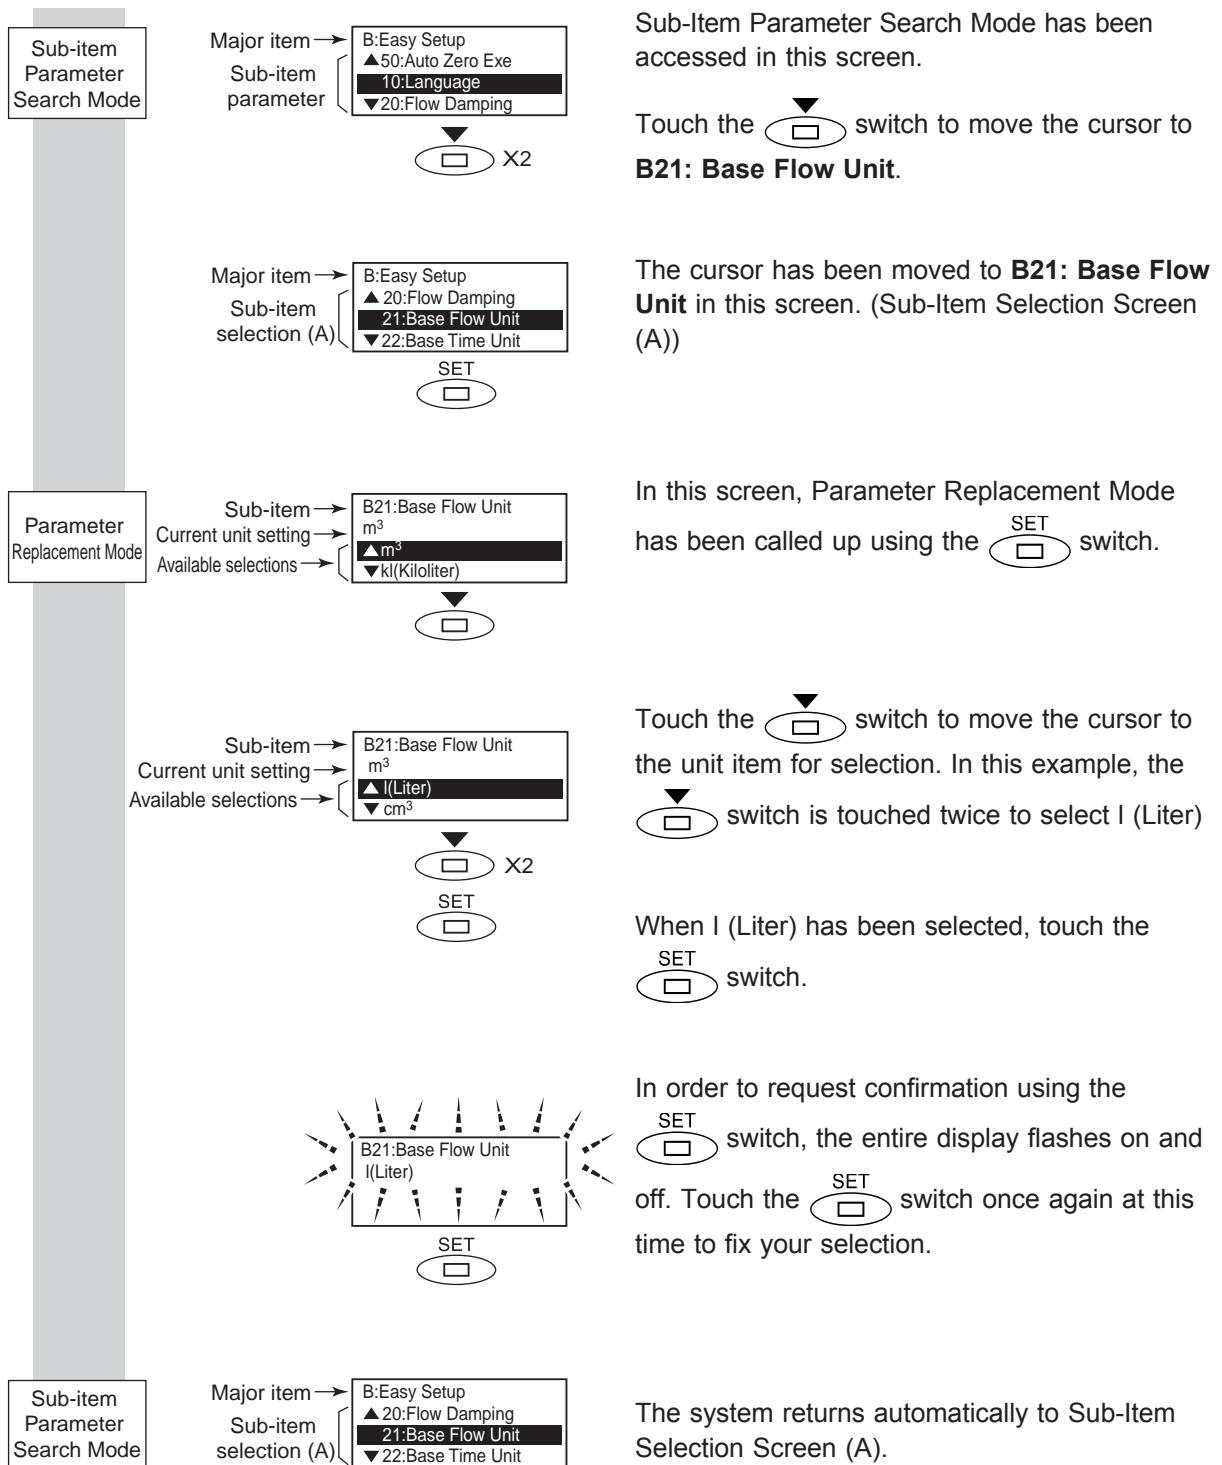 Sub-item
Parameter
Search Mode
Major item
Sub-item
parameter
B:Easy Setup
▲50:Auto Zero Exe
10:Language
▼20:Flow Damping
▼
X2
Sub-Item Parameter Search Mode has been
accessed in this screen.
Touch the ▼ switch to move the cursor to
B21: Base Flow Unit.
Major item
Sub-item
selection (A)
B:Easy Setup
▲ 20:Flow Damping
21:Base Flow Unit
▼ 22:Base Time Unit
SET
The cursor has been moved to B21: Base Flow
Unit in this screen. (Sub-Item Selection Screen
(A))
Parameter
Replacement Mode
Sub-item
Current unit setting
Available selections
B21:Base Flow Unit
m³
▲m³
▼kl(Kiloliter)
▼
In this screen, Parameter Replacement Mode
has been called up using the SET switch.
Sub-item
Current unit setting
Available selections
B21:Base Flow Unit
m³
▲ l(Liter)
▼ cm³
▼
X2
SET
Touch the ▼ switch to move the cursor to
the unit item for selection. In this example, the
▼ switch is touched twice to select l (Liter)
When l (Liter) has been selected, touch the
SET switch.
B21:Base Flow Unit
l(Liter)
SET
In order to request confirmation using the
SET switch, the entire display flashes on and
off. Touch the SET switch once again at this
time to fix your selection.
Sub-item
Parameter
Search Mode
Major item
Sub-item
selection (A)
B:Easy Setup
▲ 20:Flow Damping
21:Base Flow Unit
▼ 22:Base Time Unit
The system returns automatically to Sub-Item
Selection Screen (A).